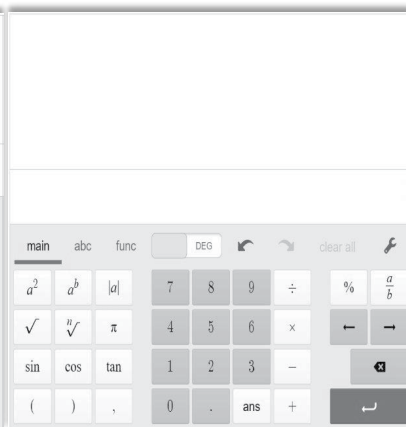 main abc func DEG clear all
a² aᵇ |a| 7 8 9 ÷ % a/b
√ ⁿ√ π 4 5 6 × ← →
sin cos tan 1 2 3 −
( ) , 0 . ans +